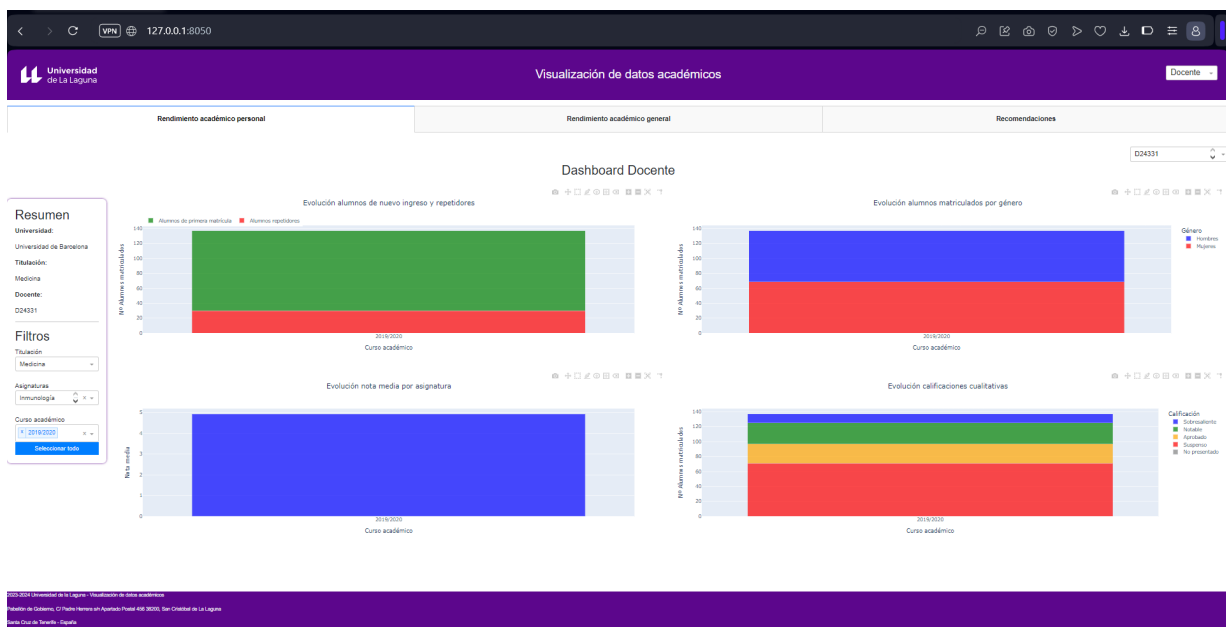 VPN 127.0.0.1:8050
Universidad
de La Laguna
Visualización de datos académicos
Docente
Rendimiento académico personal
Rendimiento académico general
Recomendaciones
D24331
Dashboard Docente
Resumen
Universidad:
Universidad de Barcelona
Titulación:
Medicina
Docente:
D24331
Filtros
Titulación
Medicina
Asignaturas
Inmunología
Curso académico
× 2019/2020
Seleccionar todo
Evolución alumnos de nuevo ingreso y repetidores
Alumnos de primera matrícula Alumnos repetidores
Nº Alumnos matriculados
140
120
100
80
60
40
20
0
2019/2020
Curso académico
Evolución alumnos matriculados por género
Género
Hombres
Mujeres
Nº Alumnos matriculados
140
120
100
80
60
40
20
0
2019/2020
Curso académico
Evolución nota media por asignatura
Nota media
5
4
3
2
1
0
2019/2020
Curso académico
Evolución calificaciones cualitativas
Calificación
Sobresaliente
Notable
Aprobado
Suspenso
No presentado
Nº Alumnos matriculados
140
120
100
80
60
40
20
0
2019/2020
Curso académico
2023-2024 Universidad de la Laguna - Visualización de datos académicos
Pabellón de Gobierno, C/ Padre Herrera s/n Apartado Postal 456 38200, San Cristóbal de La Laguna
Santa Cruz de Tenerife - España